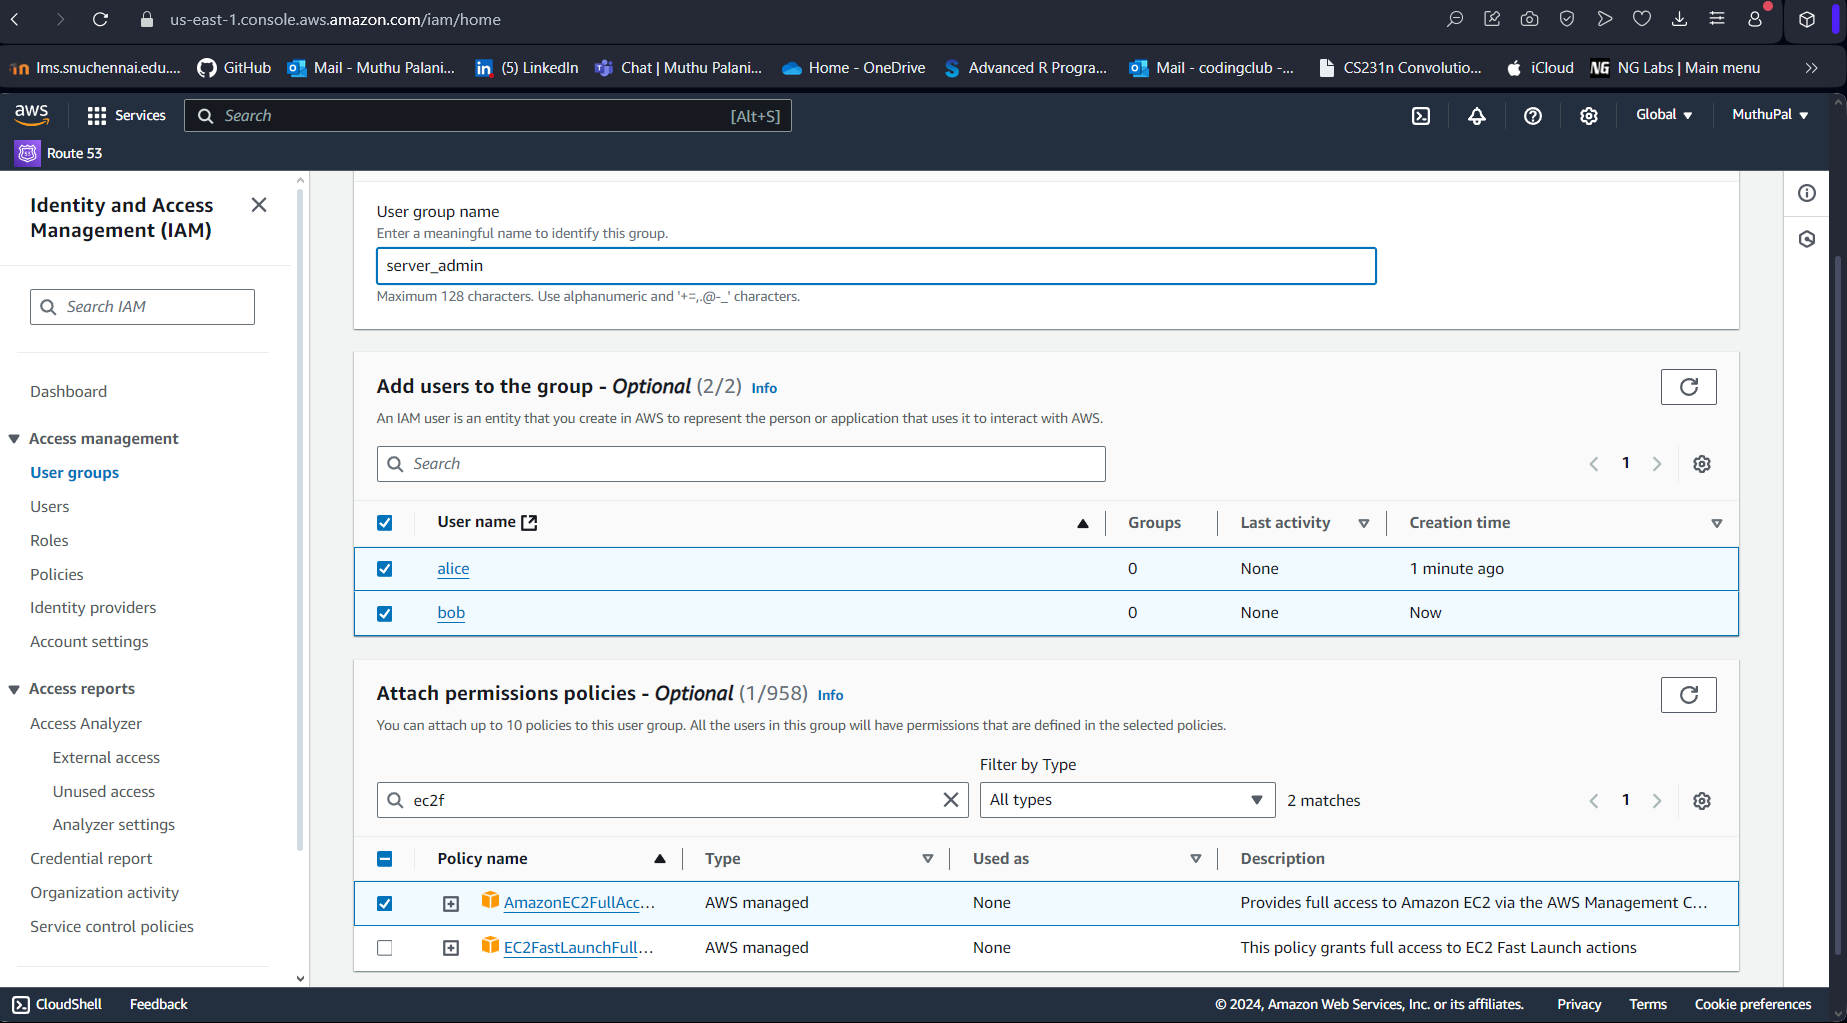 us-east-1.console.aws.amazon.com/iam/home
lms.snuchennai.edu.... GitHub Mail - Muthu Palani... (5) LinkedIn Chat | Muthu Palani... Home - OneDrive Advanced R Progra... Mail - codingclub -... CS231n Convolutio... iCloud NG NG Labs | Main menu
aws Services Search [Alt+S] Global MuthuPal
Route 53
Identity and Access
Management (IAM)
Search IAM
Dashboard
Access management
User groups
Users
Roles
Policies
Identity providers
Account settings
Access reports
Access Analyzer
External access
Unused access
Analyzer settings
Credential report
Organization activity
Service control policies
User group name
Enter a meaningful name to identify this group.
server_admin
Maximum 128 characters. Use alphanumeric and '+=,.@-_' characters.
Add users to the group - Optional (2/2) Info
An IAM user is an entity that you create in AWS to represent the person or application that uses it to interact with AWS.
Search 1
User name Groups Last activity Creation time
alice 0 None 1 minute ago
bob 0 None Now
Attach permissions policies - Optional (1/958) Info
You can attach up to 10 policies to this user group. All the users in this group will have permissions that are defined in the selected policies.
Filter by Type
ec2f All types 2 matches 1
Policy name Type Used as Description
AmazonEC2FullAcc... AWS managed None Provides full access to Amazon EC2 via the AWS Management C...
EC2FastLaunchFull... AWS managed None This policy grants full access to EC2 Fast Launch actions
CloudShell Feedback © 2024, Amazon Web Services, Inc. or its affiliates. Privacy Terms Cookie preferences